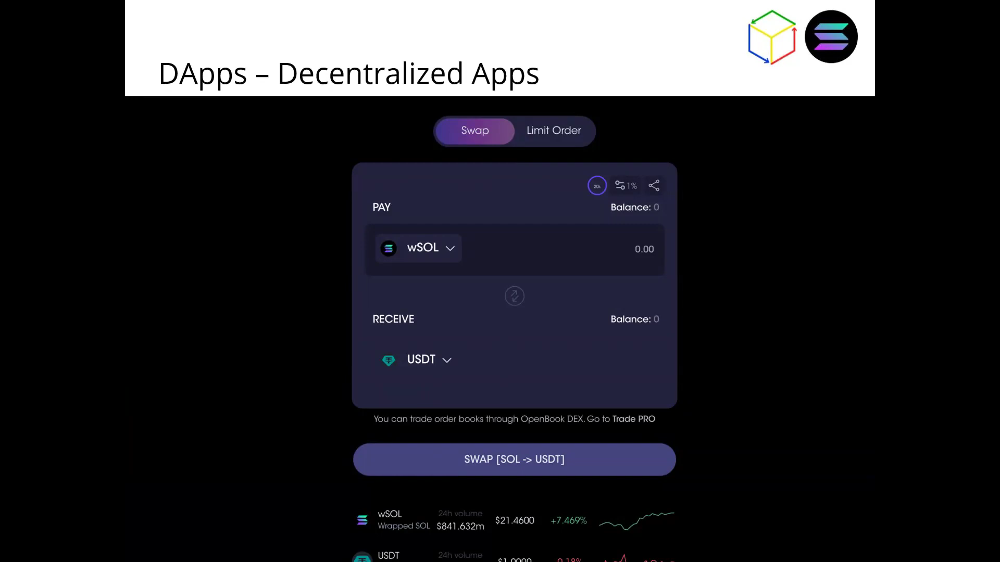 DApps – Decentralized Apps
Swap Limit Order
20s 1%
PAY Balance: 0
wSOL 0.00
RECEIVE Balance: 0
USDT
You can trade order books through OpenBook DEX. Go to Trade PRO
SWAP [SOL -> USDT]
wSOL 24h volume
Wrapped SOL $841.632m $21.4600 +7.469%
USDT 24h volume
$1.0000 -0.18%